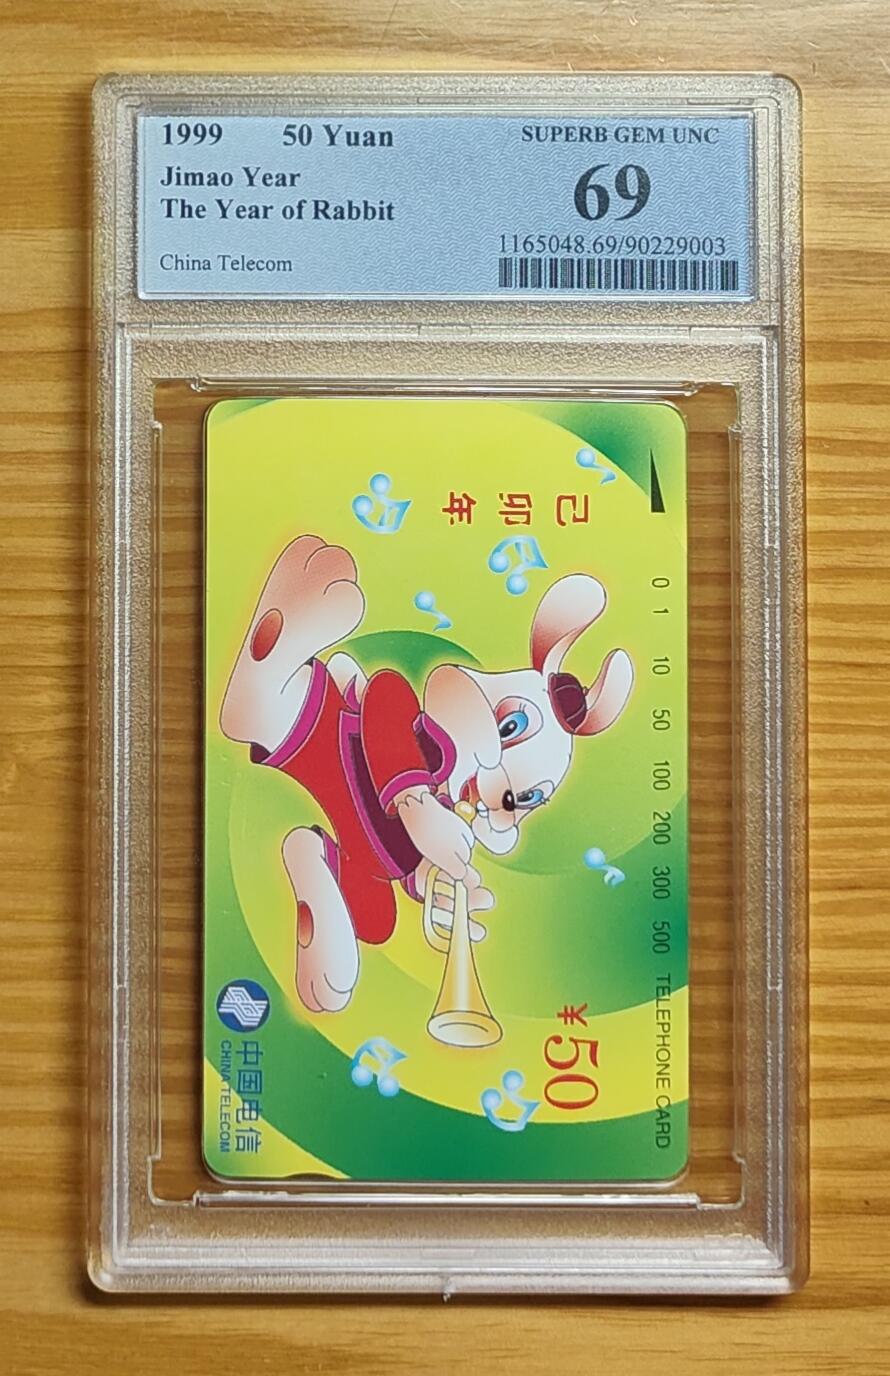 1999 50 Yuan
Jimao Year
The Year of Rabbit
China Telecom
SUPERB GEM UNC
69
1165048.69/90229003
0 1 10 50 100 200 300 500 TELEPHONE CARD
己卯年
¥50
中国电信
CHINA TELECOM